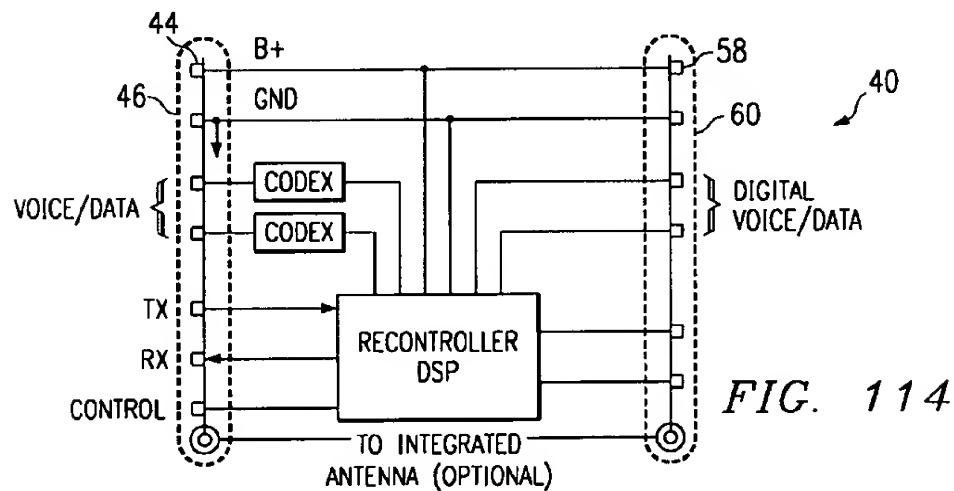 44
B+
58
46
GND
60
40
CODEX
VOICE/DATA
CODEX
DIGITAL
VOICE/DATA
TX
RECONTROLLER
DSP
RX
CONTROL
FIG. 114
TO INTEGRATED
ANTENNA (OPTIONAL)